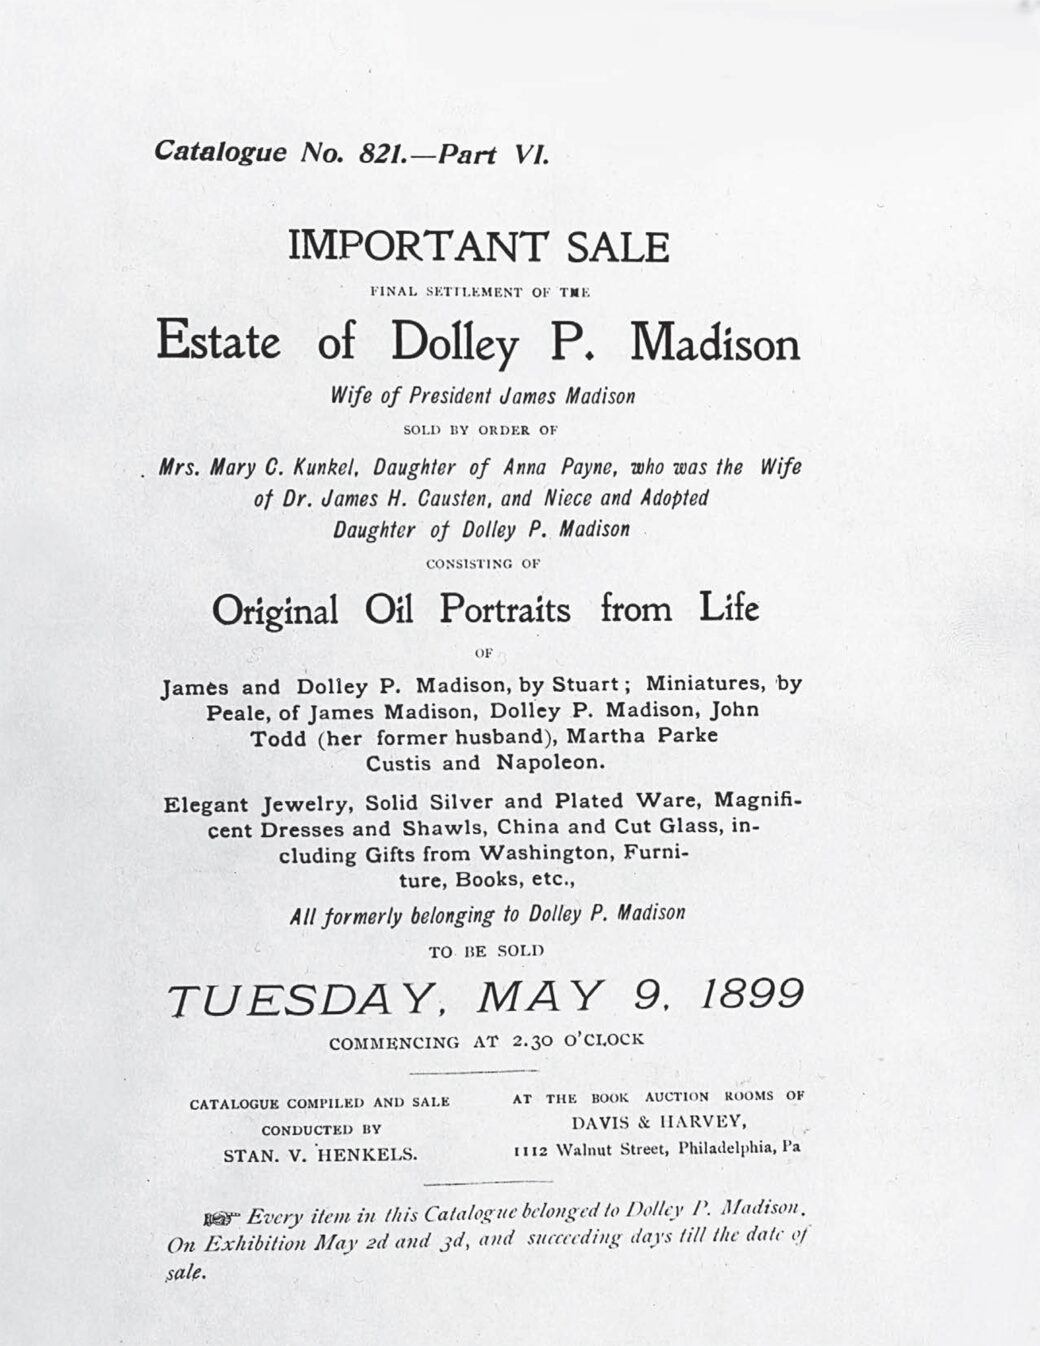 Catalogue No. 821.—Part VI.
IMPORTANT SALE
FINAL SETTLEMENT OF THE
Estate of Dolley P. Madison
Wife of President James Madison
SOLD BY ORDER OF
Mrs. Mary C. Kunkel, Daughter of Anna Payne, who was the Wife
of Dr. James H. Causten, and Niece and Adopted
Daughter of Dolley P. Madison
CONSISTING OF
Original Oil Portraits from Life
OF
James and Dolley P. Madison, by Stuart; Miniatures, by
Peale, of James Madison, Dolley P. Madison, John
Todd (her former husband), Martha Parke
Custis and Napoleon.
Elegant Jewelry, Solid Silver and Plated Ware, Magnifi-
cent Dresses and Shawls, China and Cut Glass, in-
cluding Gifts from Washington, Furni-
ture, Books, etc.,
All formerly belonging to Dolley P. Madison
TO BE SOLD
TUESDAY, MAY 9, 1899
COMMENCING AT 2.30 O'CLOCK
CATALOGUE COMPILED AND SALE
CONDUCTED BY
STAN. V. HENKELS.
AT THE BOOK AUCTION ROOMS OF
DAVIS & HARVEY,
1112 Walnut Street, Philadelphia, Pa
☞ Every item in this Catalogue belonged to Dolley P. Madison.
On Exhibition May 2d and 3d, and succeeding days till the date of
sale.